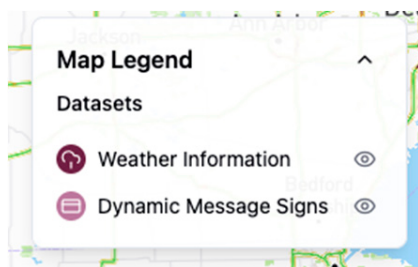 Jackson
Ann Arbor
Map Legend
Datasets
Weather Information
Bedford
Dynamic Message Signs